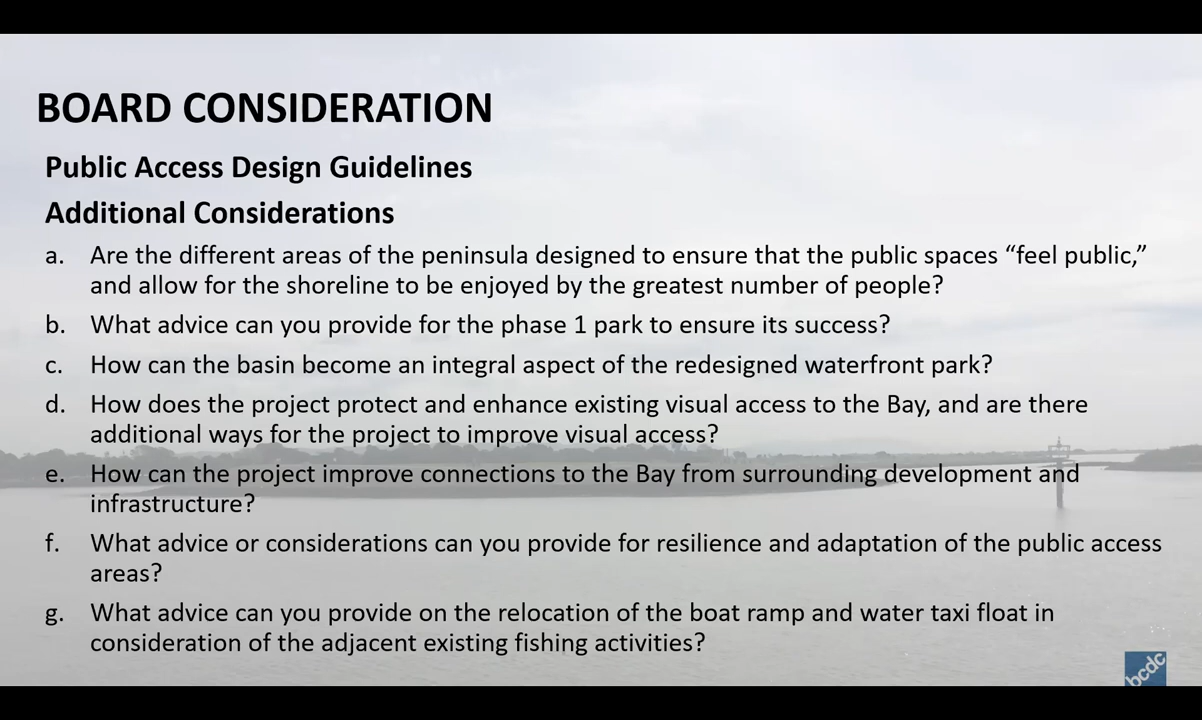 BOARD CONSIDERATION
Public Access Design Guidelines
Additional Considerations
a. Are the different areas of the peninsula designed to ensure that the public spaces “feel public,”
and allow for the shoreline to be enjoyed by the greatest number of people?
b. What advice can you provide for the phase 1 park to ensure its success?
c. How can the basin become an integral aspect of the redesigned waterfront park?
d. How does the project protect and enhance existing visual access to the Bay, and are there
additional ways for the project to improve visual access?
e. How can the project improve connections to the Bay from surrounding development and
infrastructure?
f. What advice or considerations can you provide for resilience and adaptation of the public access
areas?
g. What advice can you provide on the relocation of the boat ramp and water taxi float in
consideration of the adjacent existing fishing activities?
bcdc